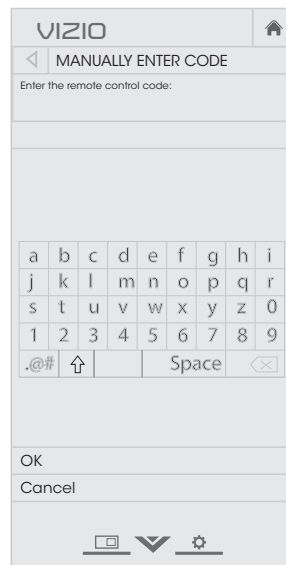 VIZIO
MANUALLY ENTER CODE
Enter the remote control code:
a b c d e f g h i
j k l m n o p q r
s t u v w x y z 0
1 2 3 4 5 6 7 8 9
.@# Space
OK
Cancel